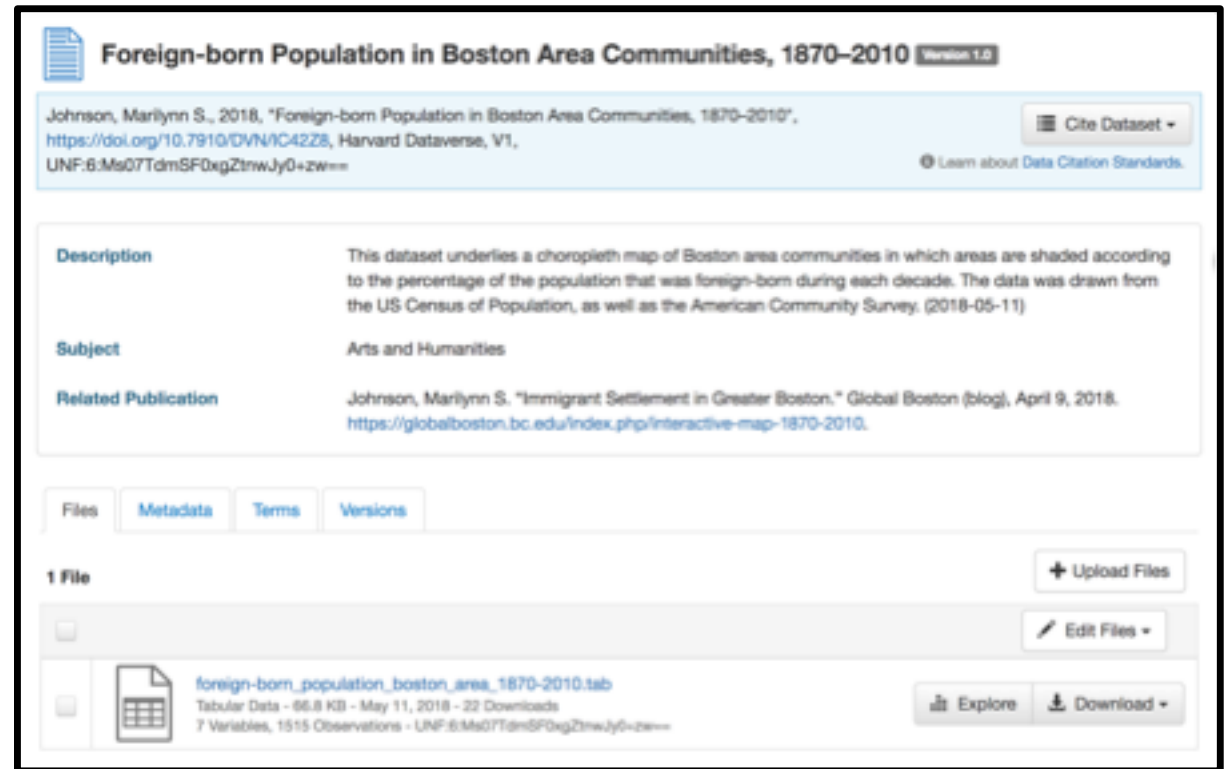 Foreign-born Population in Boston Area Communities, 1870–2010 Version 1.0
Johnson, Marilynn S., 2018, "Foreign-born Population in Boston Area Communities, 1870–2010",
https://doi.org/10.7910/DVN/IC42Z8, Harvard Dataverse, V1,
UNF:6:Ms07TdmSF0xgZtnwJy0+zw==
Cite Dataset
Learn about Data Citation Standards.
Description
This dataset underlies a choropleth map of Boston area communities in which areas are shaded according
to the percentage of the population that was foreign-born during each decade. The data was drawn from
the US Census of Population, as well as the American Community Survey. (2018-05-11)
Subject
Arts and Humanities
Related Publication
Johnson, Marilynn S. "Immigrant Settlement in Greater Boston." Global Boston (blog), April 9, 2018.
https://globalboston.bc.edu/index.php/interactive-map-1870-2010.
Files Metadata Terms Versions
1 File
Upload Files
Edit Files
foreign-born_population_boston_area_1870-2010.tab
Tabular Data - 66.8 KB - May 11, 2018 - 22 Downloads
7 Variables, 1515 Observations - UNF:6:Ms07TdmSF0xgZtnwJy0+zw==
Explore Download